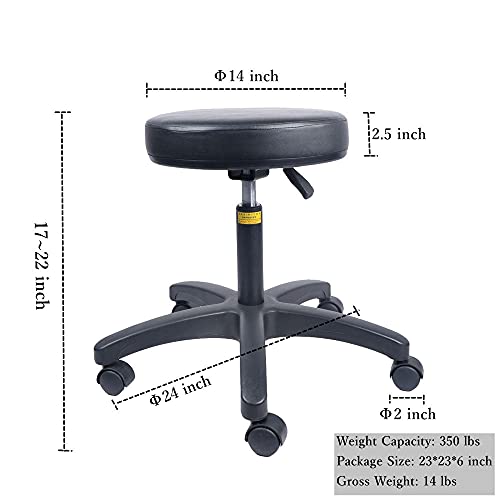 Φ14 inch
2.5 inch
17~22 inch
Φ24 inch
Φ2 inch
Weight Capacity: 350 lbs
Package Size: 23*23*6 inch
Gross Weight: 14 lbs